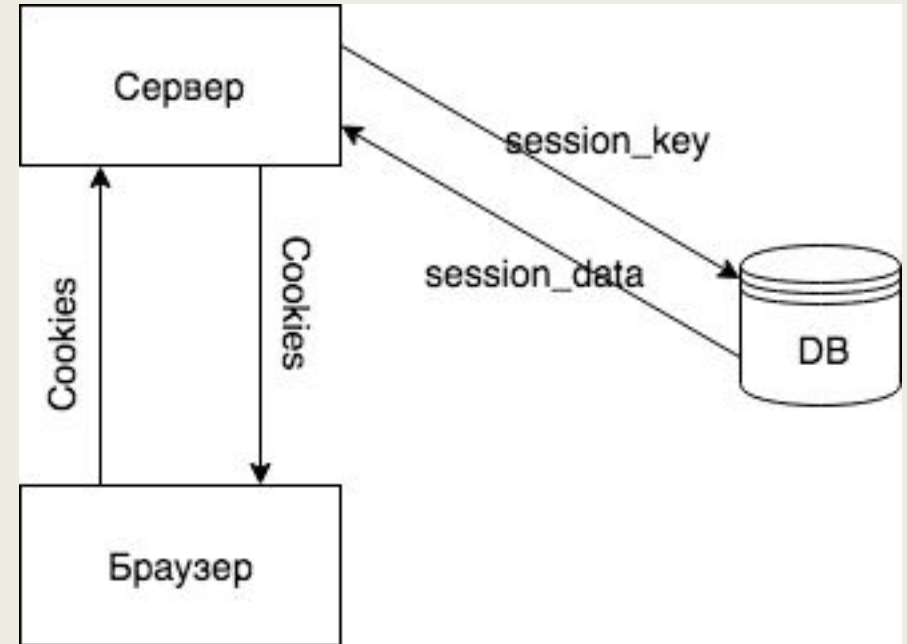 Сервер
session_key
Cookies
Cookies
session_data
DB
Браузер